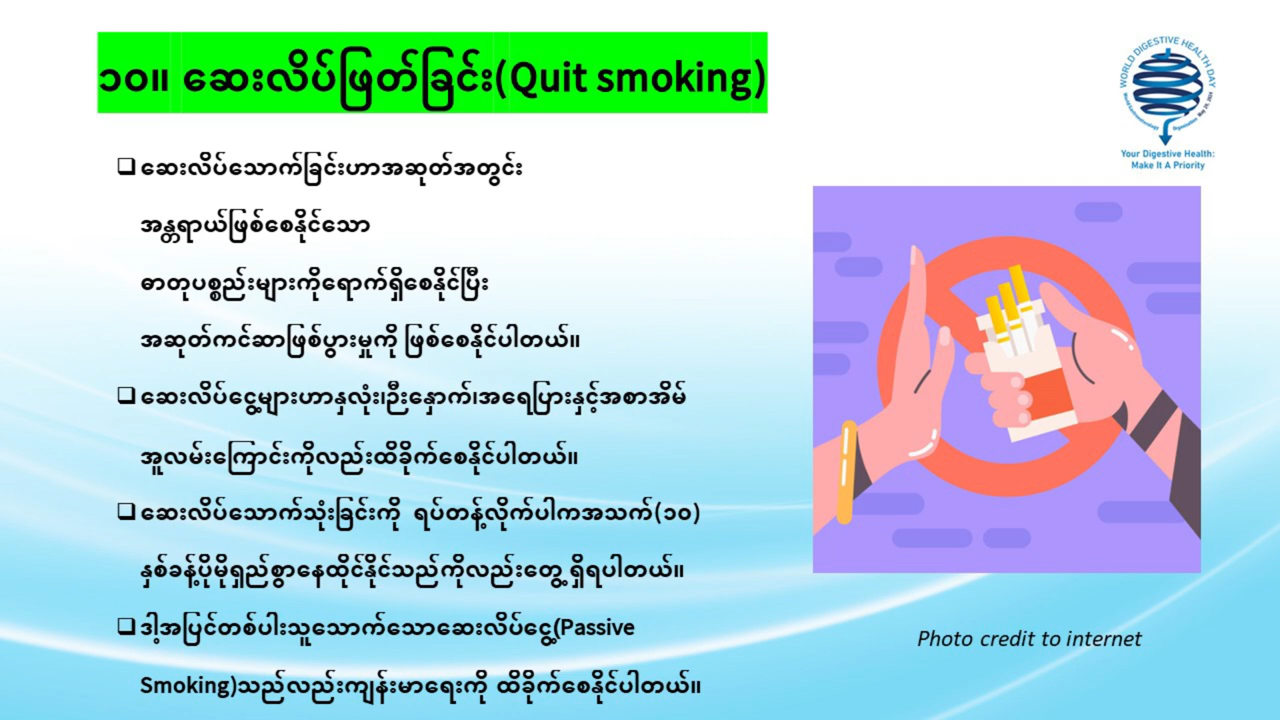 ၁၀။ ဆေးလိပ်ဖြတ်ခြင်း(Quit smoking)
❑ဆေးလိပ်သောက်ခြင်းဟာအဆုတ်အတွင်း
အန္တရာယ်ဖြစ်စေနိုင်သော
ဓာတုပစ္စည်းများကိုရောက်ရှိစေနိုင်ပြီး
အဆုတ်ကင်ဆာဖြစ်ပွားမှုကို ဖြစ်စေနိုင်ပါတယ်။
❑ဆေးလိပ်ငွေ့များဟာနှလုံး၊ဦးနှောက်၊အရေပြားနှင့်အစာအိမ်
အူလမ်းကြောင်းကိုလည်းထိခိုက်စေနိုင်ပါတယ်။
❑ဆေးလိပ်သောက်သုံးခြင်းကို ရပ်တန့်လိုက်ပါကအသက်(၁၀)
နှစ်ခန့်ပိုမိုရှည်စွာနေထိုင်နိုင်သည်ကိုလည်းတွေ့ရှိရပါတယ်။
❑ဒါ့အပြင်တစ်ပါးသူသောက်သောဆေးလိပ်ငွေ့(Passive
Smoking)သည်လည်းကျန်းမာရေးကို ထိခိုက်စေနိုင်ပါတယ်။
WORLD DIGESTIVE HEALTH DAY
World Gastroenterology Organisation May 29, 2024
Your Digestive Health:
Make It A Priority
Photo credit to internet